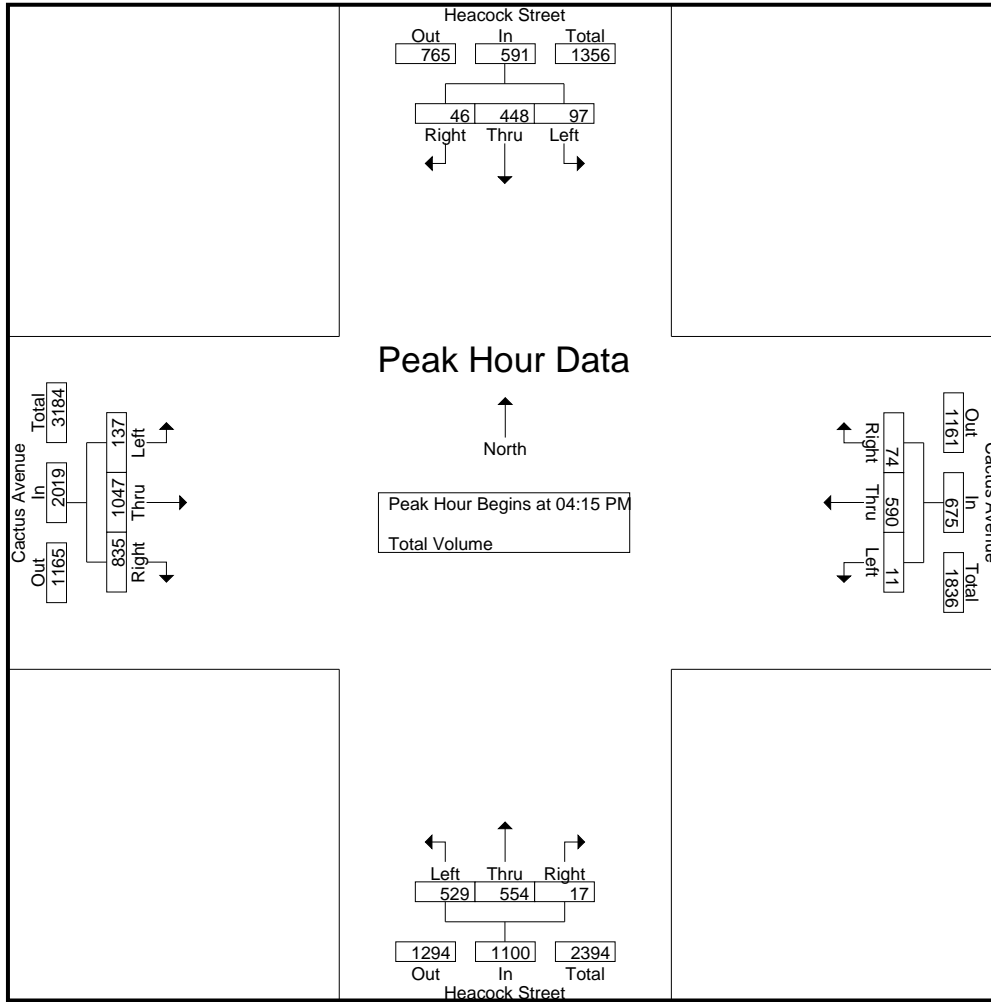 Heacock Street
Out In Total
765 591 1356
46 448 97
Right Thru Left
Peak Hour Data
North
Peak Hour Begins at 04:15 PM
Total Volume
Cactus Avenue
Out In Total
1165 2019 3184
835 1047 137
Right Thru Left
Cactus Avenue
Out In Total
1161 675 1836
74 590 11
Right Thru Left
Left Thru Right
529 554 17
1294 1100 2394
Out In Total
Heacock Street